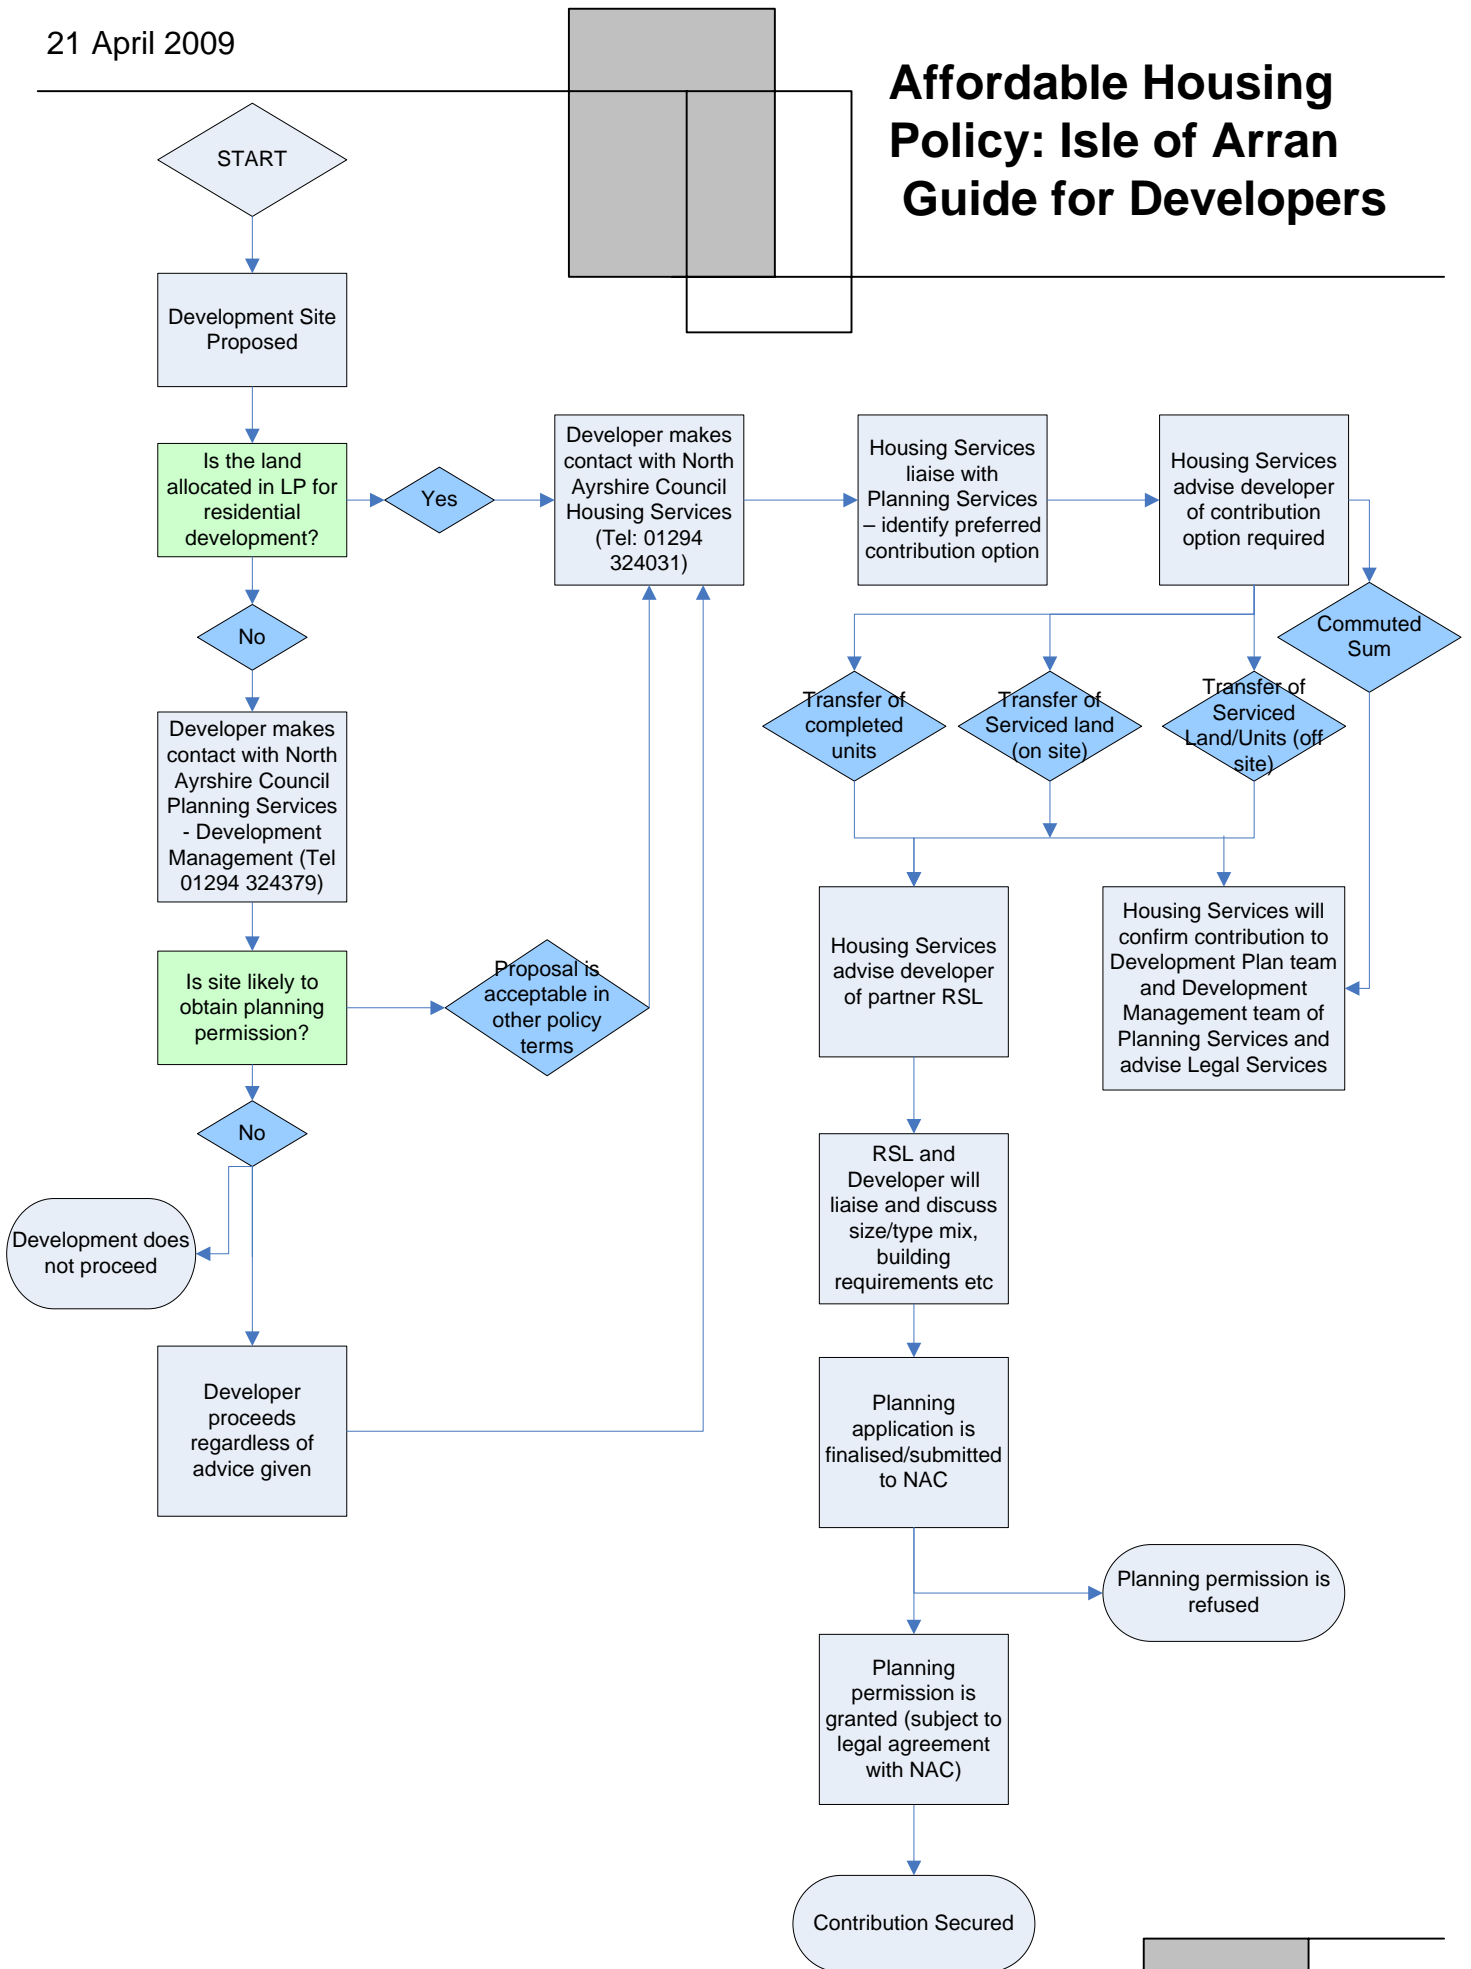 21 April 2009
Affordable Housing
Policy: Isle of Arran
Guide for Developers
START
Development Site
Proposed
Is the land
allocated in LP for
residential
development?
Yes
Developer makes
contact with North
Ayrshire Council
Housing Services
(Tel: 01294
324031)
Housing Services
liaise with
Planning Services
– identify preferred
contribution option
Housing Services
advise developer
of contribution
option required
No
Commuted
Sum
Transfer of
completed
units
Transfer of
Serviced land
(on site)
Transfer of
Serviced
Land/Units (off
site)
Developer makes
contact with North
Ayrshire Council
Planning Services
- Development
Management (Tel
01294 324379)
Is site likely to
obtain planning
permission?
Proposal is
acceptable in
other policy
terms
Housing Services
advise developer
of partner RSL
Housing Services will
confirm contribution to
Development Plan team
and Development
Management team of
Planning Services and
advise Legal Services
No
Development does
not proceed
RSL and
Developer will
liaise and discuss
size/type mix,
building
requirements etc
Developer
proceeds
regardless of
advice given
Planning
application is
finalised/submitted
to NAC
Planning permission is
refused
Planning
permission is
granted (subject to
legal agreement
with NAC)
Contribution Secured